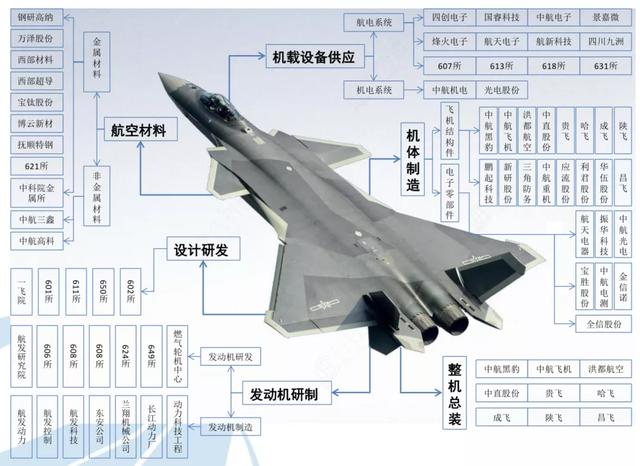 钢研高纳
万泽股份
西部材料
西部超导
宝钛股份
博云新材
抚顺特钢
621所
中科院金属所
中航三鑫
中航高科
金属材料
非金属材料
航空材料
机载设备供应
航电系统
四创电子 国睿科技 中航电子 景嘉微
烽火电子 航天电子 航新科技 四川九洲
607所 613所 618所 631所
机电系统
中航机电 光电股份
机体制造
飞机结构件
中航黑豹 中航飞机 洪都航空 中直股份 贵飞 哈飞 成飞 陕飞
鹏起科技 新研股份 三角防务 中航重机 应流股份 利君股份 华伍股份 昌飞
电子零部件
航天电器 振华科技 中航光电
宝胜股份 中航电测 金信诺
全信股份
设计研发
一飞院 601所 611所 650所 602所
发动机研制
发动机研发
航发研究院 606所 608所 608所 624所 649所 燃气轮机中心
发动机制造
航发动力 航发控制 航发科技 东安公司 兰翔机械公司 长江动力厂 动力科技工程
整机总装
中航黑豹 中航飞机 洪都航空
中直股份 贵飞 哈飞
成飞 陕飞 昌飞